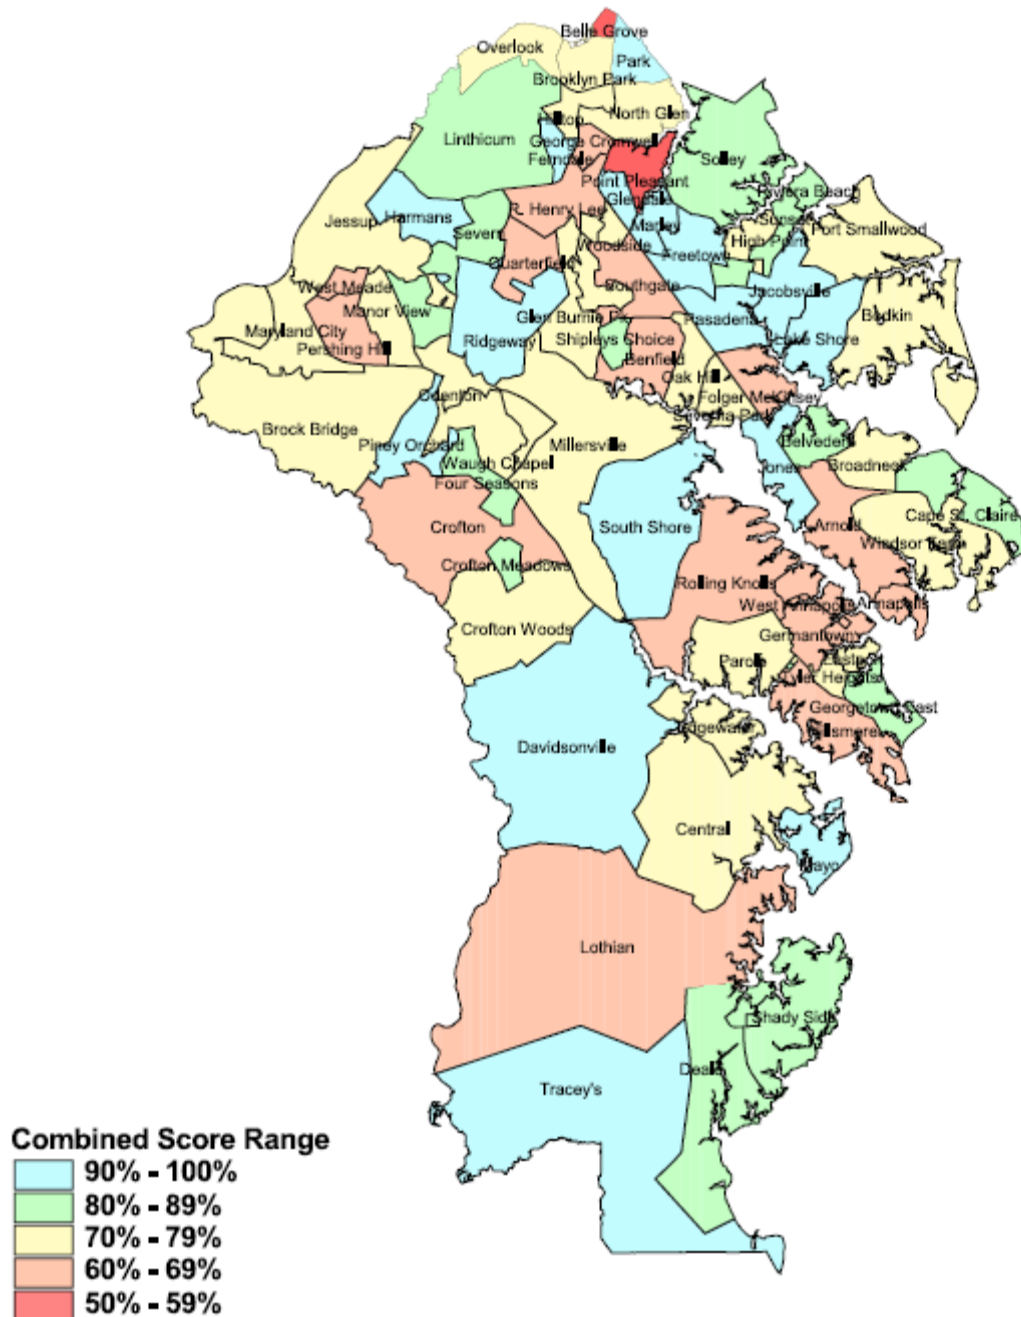 Belle Grove
Overlook
Park
Brooklyn Park
North Glen
Hilltop
George Cromwell
Linthicum
Ferndale
Solley
Point Pleasant
Riviera Beach
Glendale
R. Henry Lee
Harmans
Jessup
Sunset
Marley
Port Smallwood
Severn
High Point
Woodside
Freetown
Quarterfield
West Meade
Southgate
Jacobsville
Manor View
Glen Burnie Pk
Pasadena
Bodkin
Maryland City
Ridgeway
Shipleys Choice
Lake Shore
Pershing Hill
Benfield
Oak Hill
Odenton
Folger McKinsey
Severna Park
Brock Bridge
Piney Orchard
Millersville
Belvedere
Waugh Chapel
Jones
Broadneck
Four Seasons
Crofton
South Shore
Arnold
Cape St. Claire
Windsor Farm
Crofton Meadows
Rolling Knolls
West Annapolis
Annapolis
Crofton Woods
Germantown
Parole
Eastport
Tyler Heights
Georgetown East
Edgewater
Hillsmere
Davidsonville
Central
Mayo
Lothian
Shady Side
Deale
Tracey's
Combined Score Range
90% - 100%
80% - 89%
70% - 79%
60% - 69%
50% - 59%